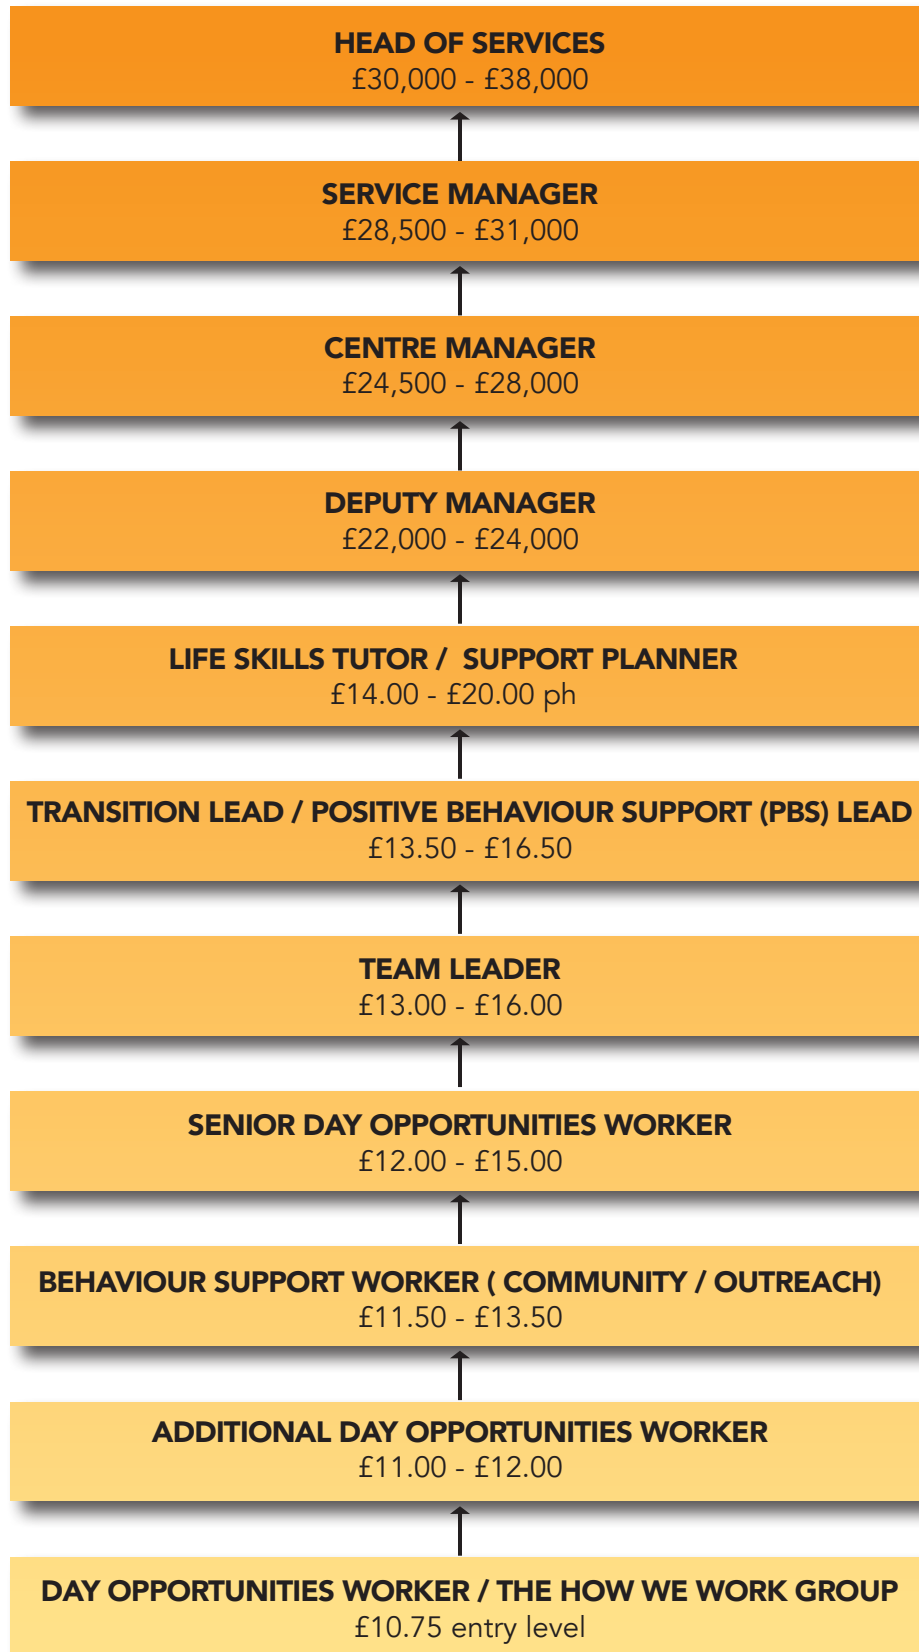 HEAD OF SERVICES
£30,000 - £38,000
SERVICE MANAGER
£28,500 - £31,000
CENTRE MANAGER
£24,500 - £28,000
DEPUTY MANAGER
£22,000 - £24,000
LIFE SKILLS TUTOR / SUPPORT PLANNER
£14.00 - £20.00 ph
TRANSITION LEAD / POSITIVE BEHAVIOUR SUPPORT (PBS) LEAD
£13.50 - £16.50
TEAM LEADER
£13.00 - £16.00
SENIOR DAY OPPORTUNITIES WORKER
£12.00 - £15.00
BEHAVIOUR SUPPORT WORKER ( COMMUNITY / OUTREACH)
£11.50 - £13.50
ADDITIONAL DAY OPPORTUNITIES WORKER
£11.00 - £12.00
DAY OPPORTUNITIES WORKER / THE HOW WE WORK GROUP
£10.75 entry level